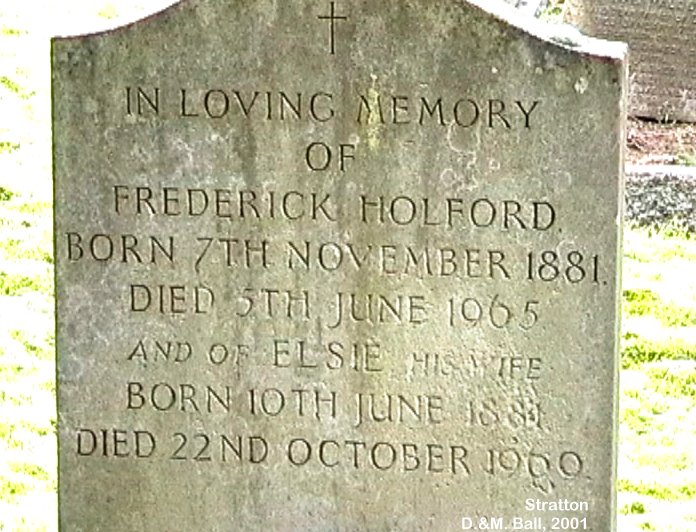 IN LOVING MEMORY
OF
FREDERICK HOLFORD.
BORN 7TH NOVEMBER 1881.
DIED 5TH JUNE 1965
AND OF ELSIE HIS WIFE
BORN 10TH JUNE
DIED 22ND OCTOBER
Stratton
D.&M. Ball, 2001